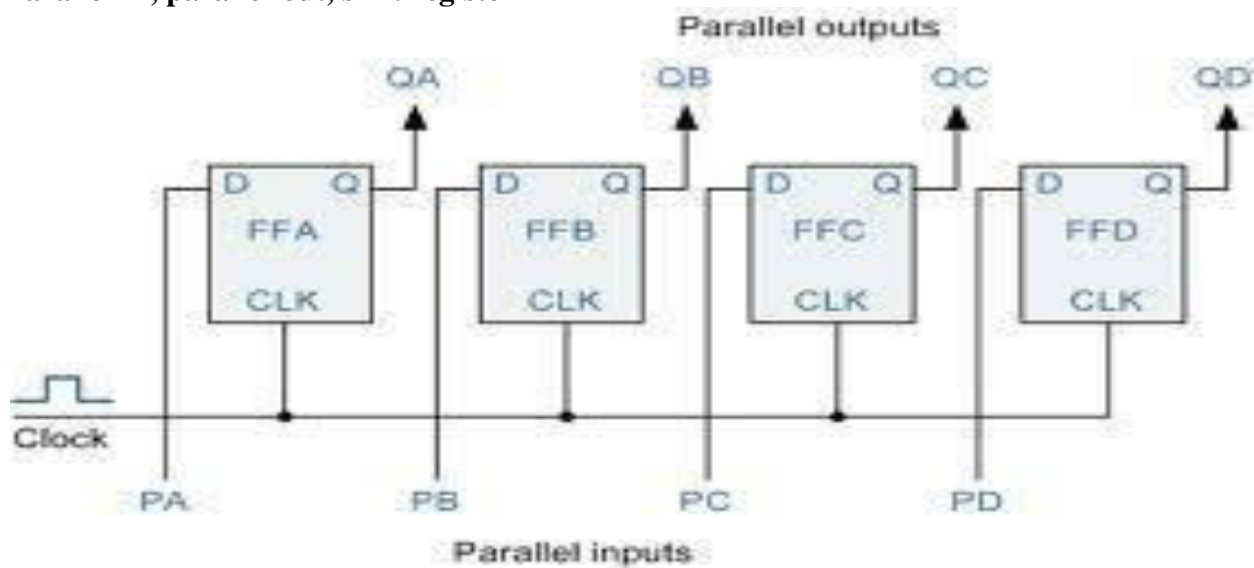 Parallel outputs
QA QB QC QD
D Q D Q D Q D Q
FFA FFB FFC FFD
CLK CLK CLK CLK
Clock
PA PB PC PD
Parallel inputs